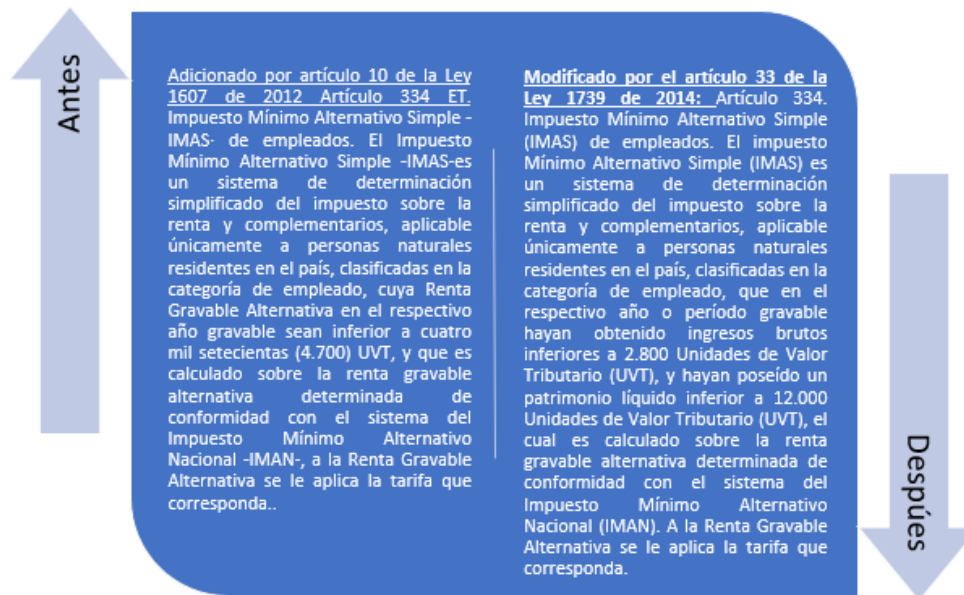 Antes
Adicionado por artículo 10 de la Ley
1607 de 2012 Artículo 334 ET.
Impuesto Mínimo Alternativo Simple -
IMAS- de empleados. El Impuesto
Mínimo Alternativo Simple -IMAS-es
un sistema de determinación
simplificado del impuesto sobre la
renta y complementarios, aplicable
únicamente a personas naturales
residentes en el país, clasificadas en la
categoría de empleado, cuya Renta
Gravable Alternativa en el respectivo
año gravable sean inferior a cuatro
mil setecientas (4.700) UVT, y que es
calculado sobre la renta gravable
alternativa determinada de
conformidad con el sistema del
Impuesto Mínimo Alternativo
Nacional -IMAN-, a la Renta Gravable
Alternativa se le aplica la tarifa que
corresponda..
Modificado por el artículo 33 de la
Ley 1739 de 2014: Artículo 334.
Impuesto Mínimo Alternativo Simple
(IMAS) de empleados. El impuesto
Mínimo Alternativo Simple (IMAS) es
un sistema de determinación
simplificado del impuesto sobre la
renta y complementarios, aplicable
únicamente a personas naturales
residentes en el país, clasificadas en la
categoría de empleado, que en el
respectivo año o período gravable
hayan obtenido ingresos brutos
inferiores a 2.800 Unidades de Valor
Tributario (UVT), y hayan poseído un
patrimonio líquido inferior a 12.000
Unidades de Valor Tributario (UVT), el
cual es calculado sobre la renta
gravable alternativa determinada de
conformidad con el sistema del
Impuesto Mínimo Alternativo
Nacional (IMAN). A la Renta Gravable
Alternativa se le aplica la tarifa que
corresponda.
Despúes